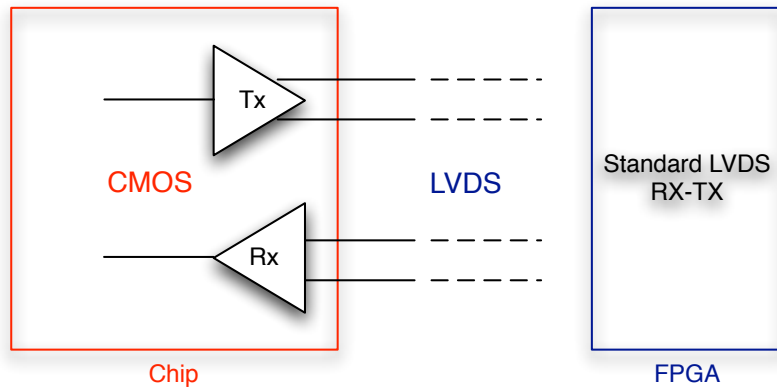 Tx
CMOS
LVDS
Standard LVDS
RX-TX
Rx
Chip
FPGA